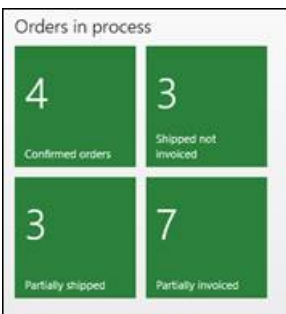 Orders in process
4
Confirmed orders
3
Shipped not
invoiced
3
Partially shipped
7
Partially invoiced